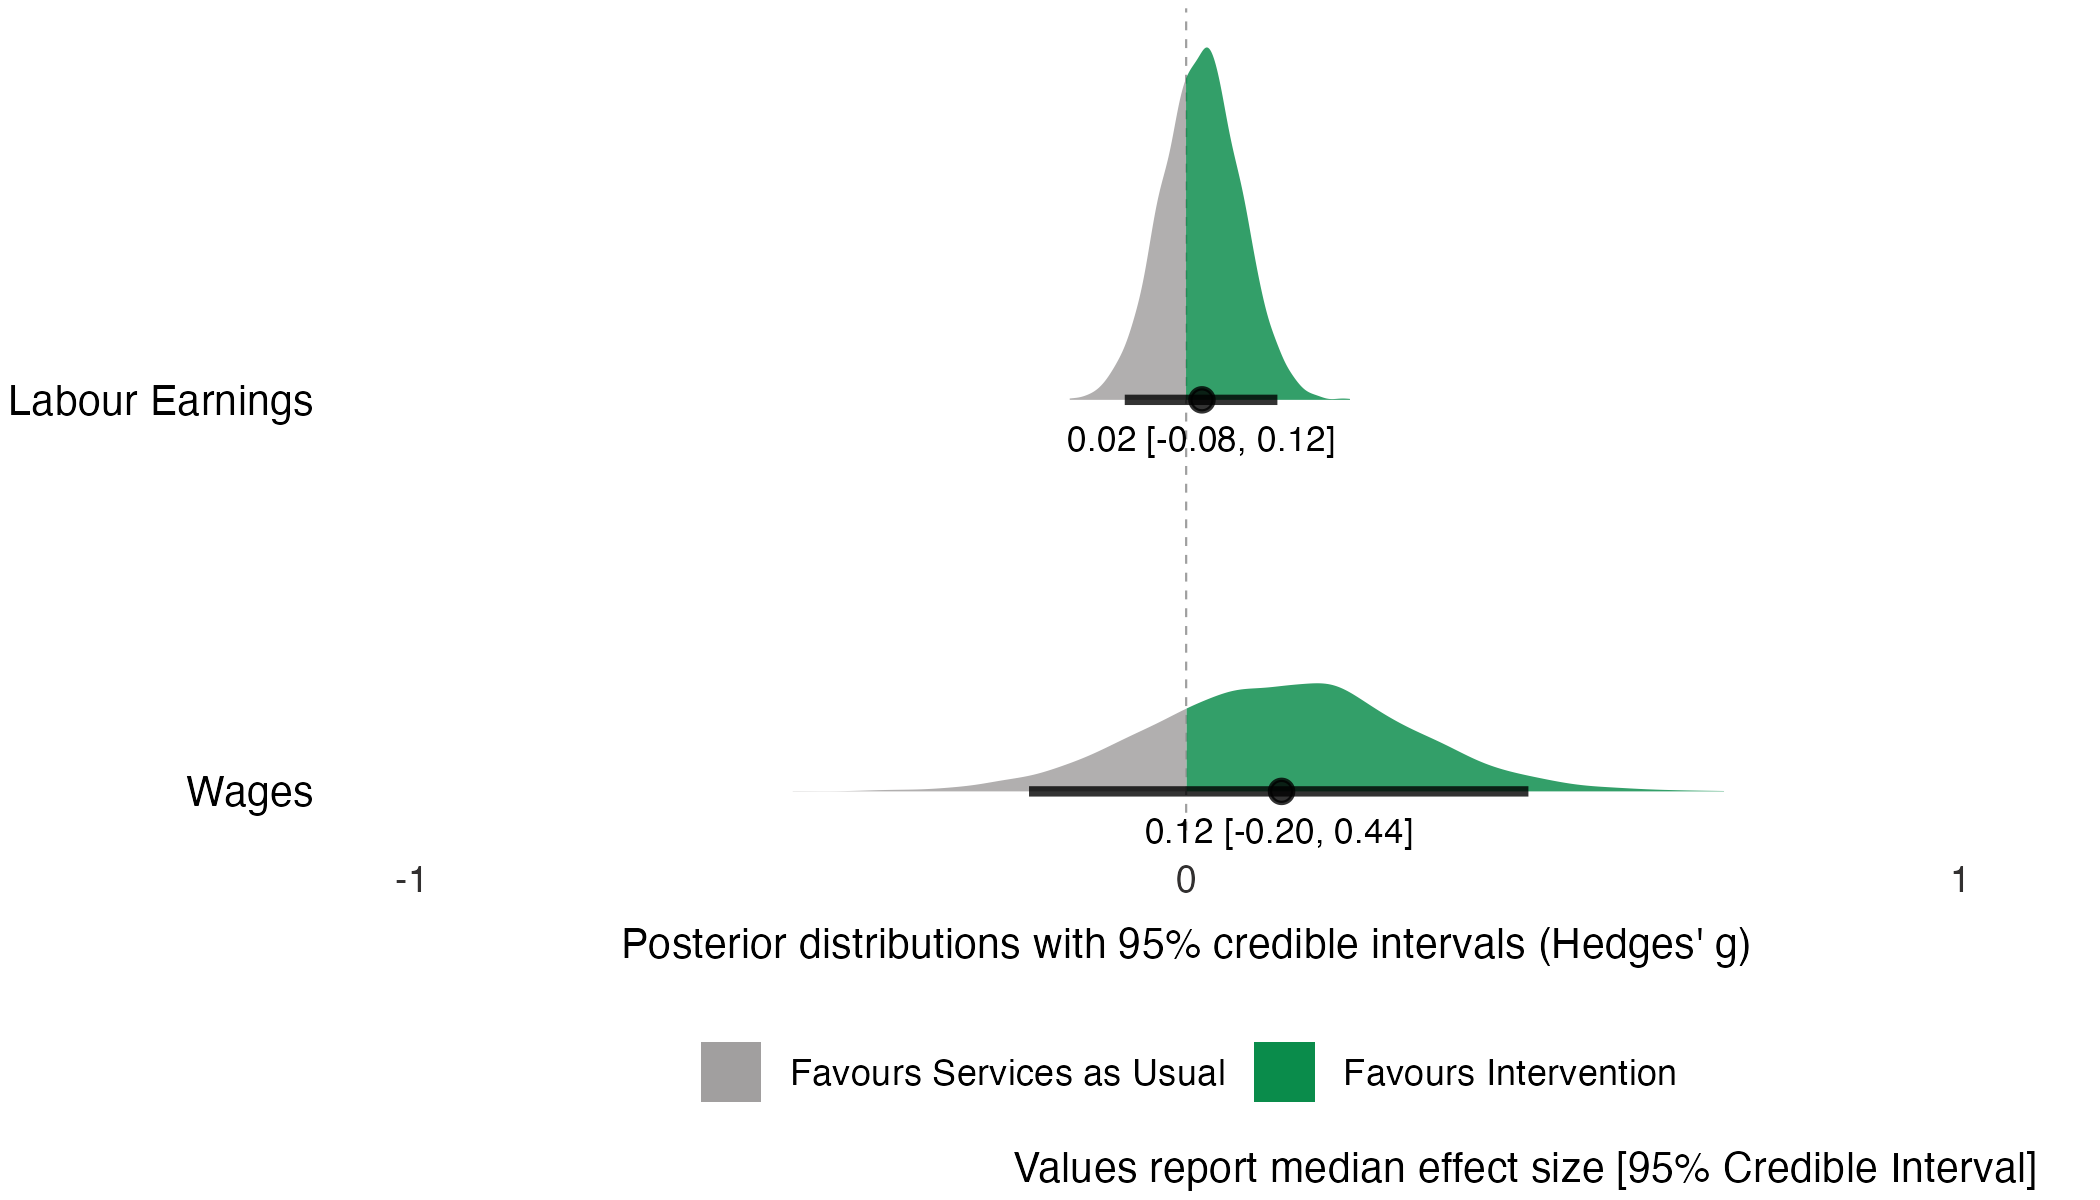 Labour Earnings
0.02 [-0.08, 0.12]
Wages
0.12 [-0.20, 0.44]
-1 0 1
Posterior distributions with 95% credible intervals (Hedges' g)
Favours Services as Usual Favours Intervention
Values report median effect size [95% Credible Interval]